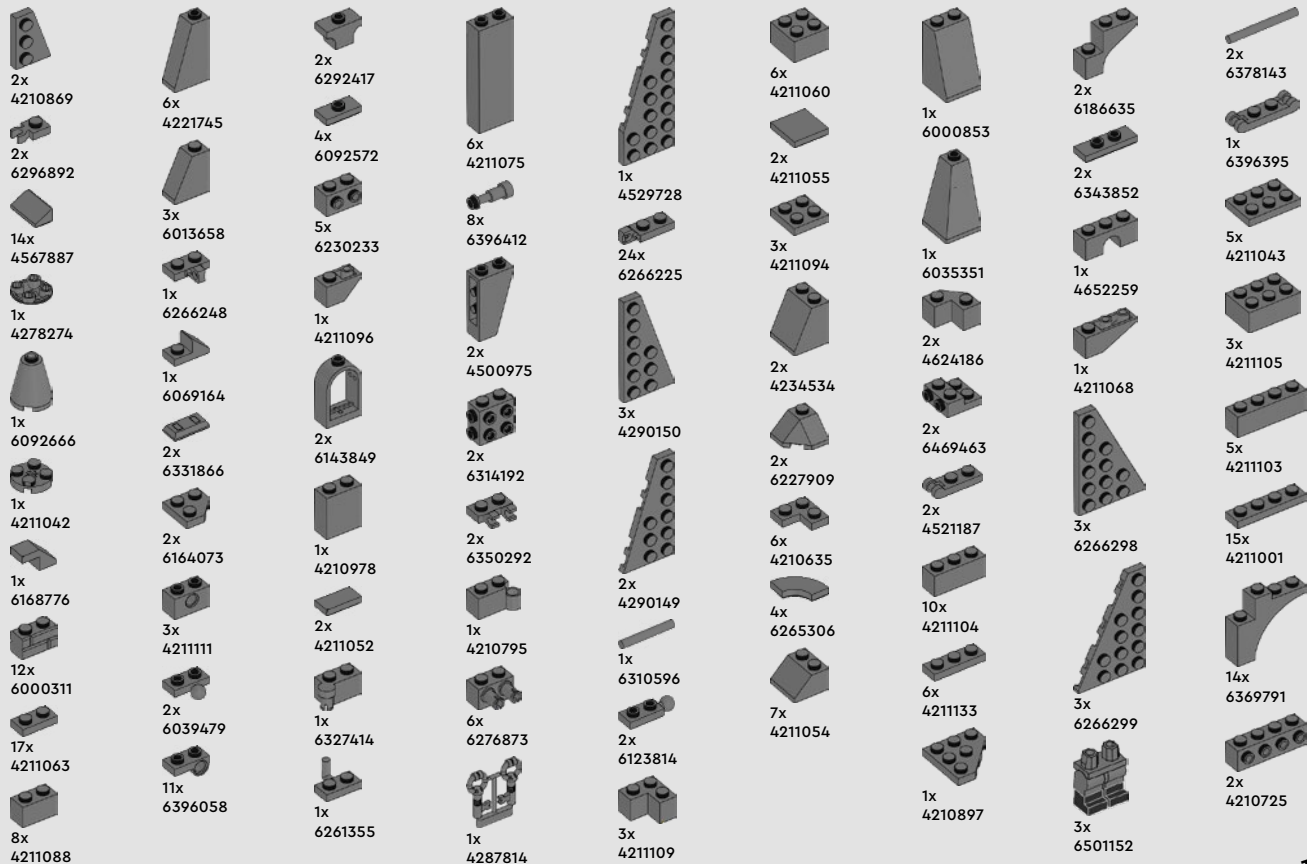 2x
4210869
2x
6296892
14x
4567887
1x
4278274
1x
6092666
1x
4211042
1x
6168776
12x
6000311
17x
4211063
8x
4211088
6x
4221745
3x
6013658
1x
6266248
1x
6069164
2x
6331866
2x
6164073
3x
4211111
2x
6039479
11x
6396058
2x
6292417
4x
6092572
5x
6230233
1x
4211096
2x
6143849
1x
4210978
2x
4211052
1x
6327414
1x
6261355
6x
4211075
8x
6396412
2x
4500975
2x
6314192
2x
6350292
1x
4210795
6x
6276873
1x
4287814
1x
4529728
24x
6266225
3x
4290150
2x
4290149
1x
6310596
2x
6123814
3x
4211109
6x
4211060
2x
4211055
3x
4211094
2x
4234534
2x
6227909
6x
4210635
4x
6265306
7x
4211054
1x
6000853
1x
6035351
2x
4624186
2x
6469463
2x
4521187
10x
4211104
6x
4211133
1x
4210897
2x
6186635
2x
6343852
1x
4652259
1x
4211068
3x
6266298
3x
6266299
3x
6501152
2x
6378143
1x
6396395
5x
4211043
3x
4211105
5x
4211103
15x
4211001
14x
6369791
2x
4210725